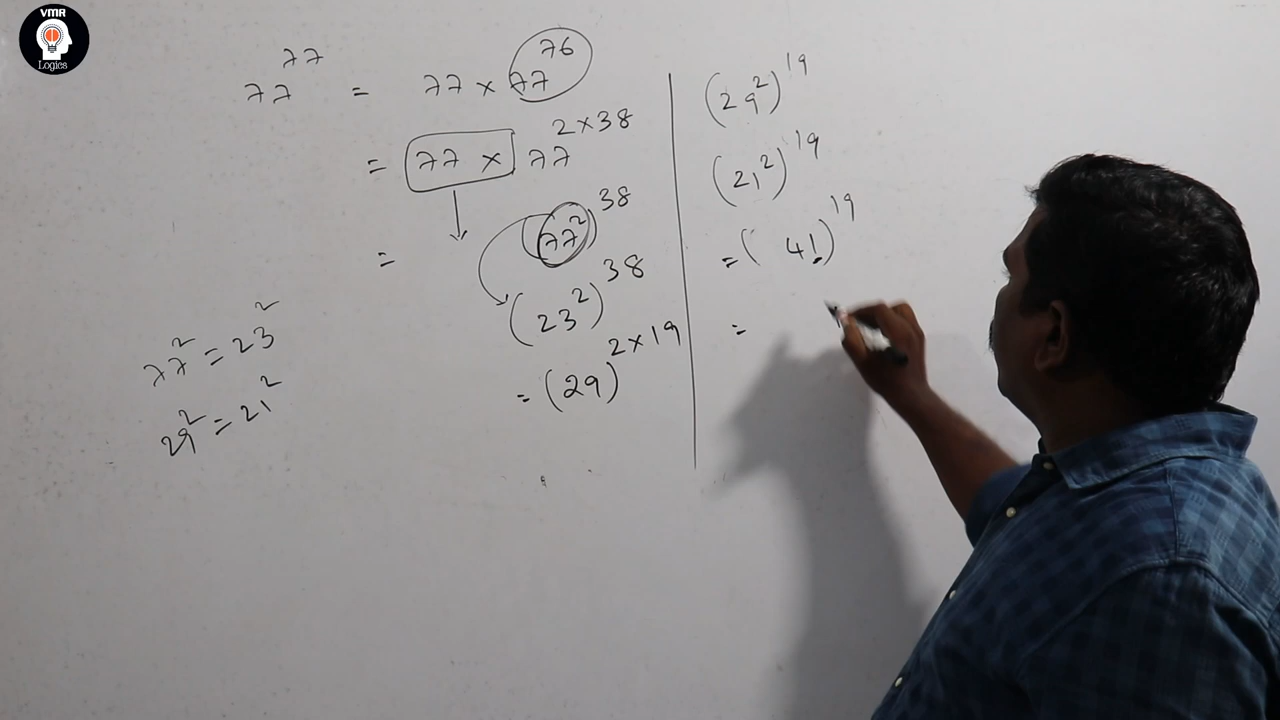 VMR
Logics
77^77 = 77 × 77^76
= 77 × 77^2×38
= (77^2)^38
(23^2)^38
= (29)^2×19
77^2 = 23^2
29^2 = 21^2
(29^2)^19
(21^2)^19
= ( 41)^19
=